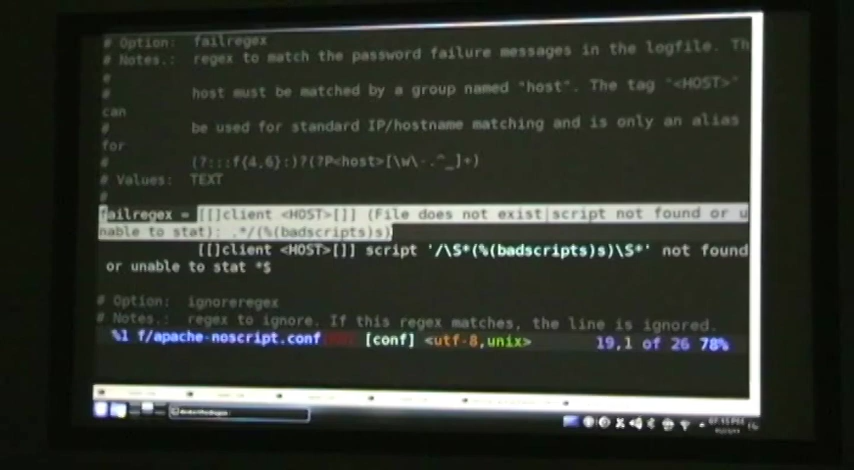 # Option:  failregex
# Notes.:  regex to match the password failure messages in the logfile. Th
#
#          host must be matched by a group named "host". The tag "<HOST>"
can
#          be used for standard IP/hostname matching and is only an alias
for
#          (?:::f{4,6}:)?(?P<host>[\w\-.^_]+)
# Values:  TEXT
#
failregex = [[]client <HOST>[]] (File does not exist|script not found or u
nable to stat): .*/(%(badscripts)s)
            [[]client <HOST>[]] script '/\S*(%(badscripts)s)\S*' not found
 or unable to stat *$
# Option:  ignoreregex
# Notes.:  regex to ignore. If this regex matches, the line is ignored.
%1 f/apache-noscript.conf [conf] <utf-8,unix> 19,1 of 26 78%
07:15 PM